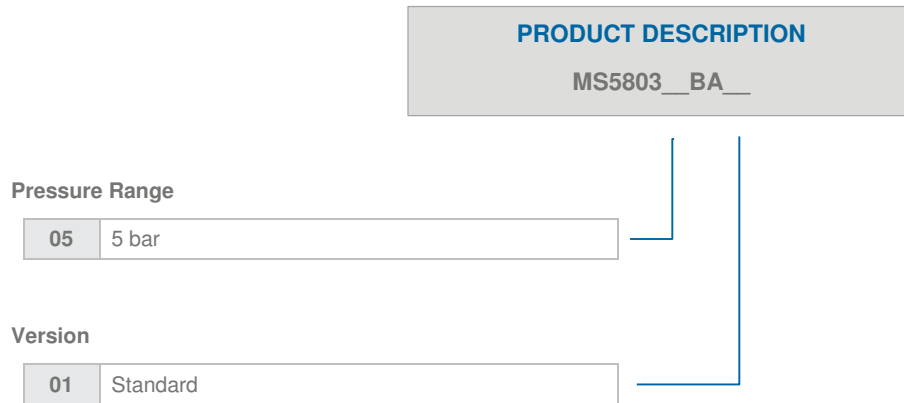 PRODUCT DESCRIPTION
MS5803__BA__
Pressure Range
05 5 bar
Version
01 Standard